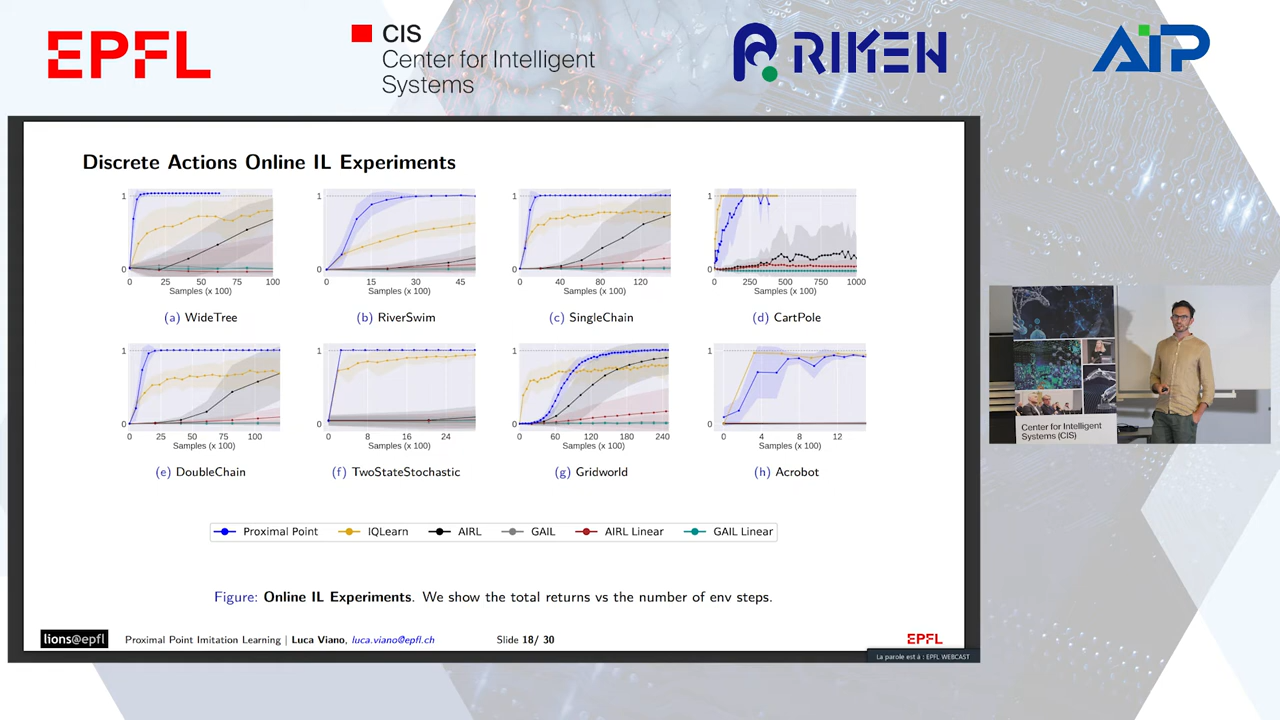 EPFL
CIS
Center for Intelligent
Systems
RIKEN
AIP
Discrete Actions Online IL Experiments
1
0
0 25 50 75 100
Samples (x 100)
(a) WideTree
1
0
0 15 30 45
Samples (x 100)
(b) RiverSwim
1
0
0 40 80 120
Samples (x 100)
(c) SingleChain
1
0
0 250 500 750 1000
Samples (x 100)
(d) CartPole
1
0
0 25 50 75 100
Samples (x 100)
(e) DoubleChain
1
0
0 8 16 24
Samples (x 100)
(f) TwoStateStochastic
1
0
0 60 120 180 240
Samples (x 100)
(g) Gridworld
1
0
0 4 8 12
Samples (x 100)
(h) Acrobot
Proximal Point IQLearn AIRL GAIL AIRL Linear GAIL Linear
Figure: Online IL Experiments. We show the total returns vs the number of env steps.
lions@epfl Proximal Point Imitation Learning | Luca Viano, luca.viano@epfl.ch Slide 18/ 30 EPFL
La parole est à : EPFL WEBCAST
Center for Intelligent
Systems (CIS)